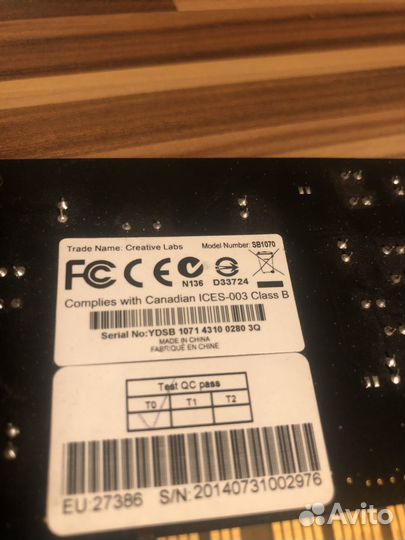 Trade Name: Creative Labs Model Number: SB1070
FC CE N136 D33724
Complies with Canadian ICES-003 Class B
Serial No:YDSB 1071 4310 0280 3Q
MADE IN CHINA
FABRIQUÉ EN CHINE
Test QC pass
T0 T1 T2
EU:27386 S/N:20140731002976
Avito